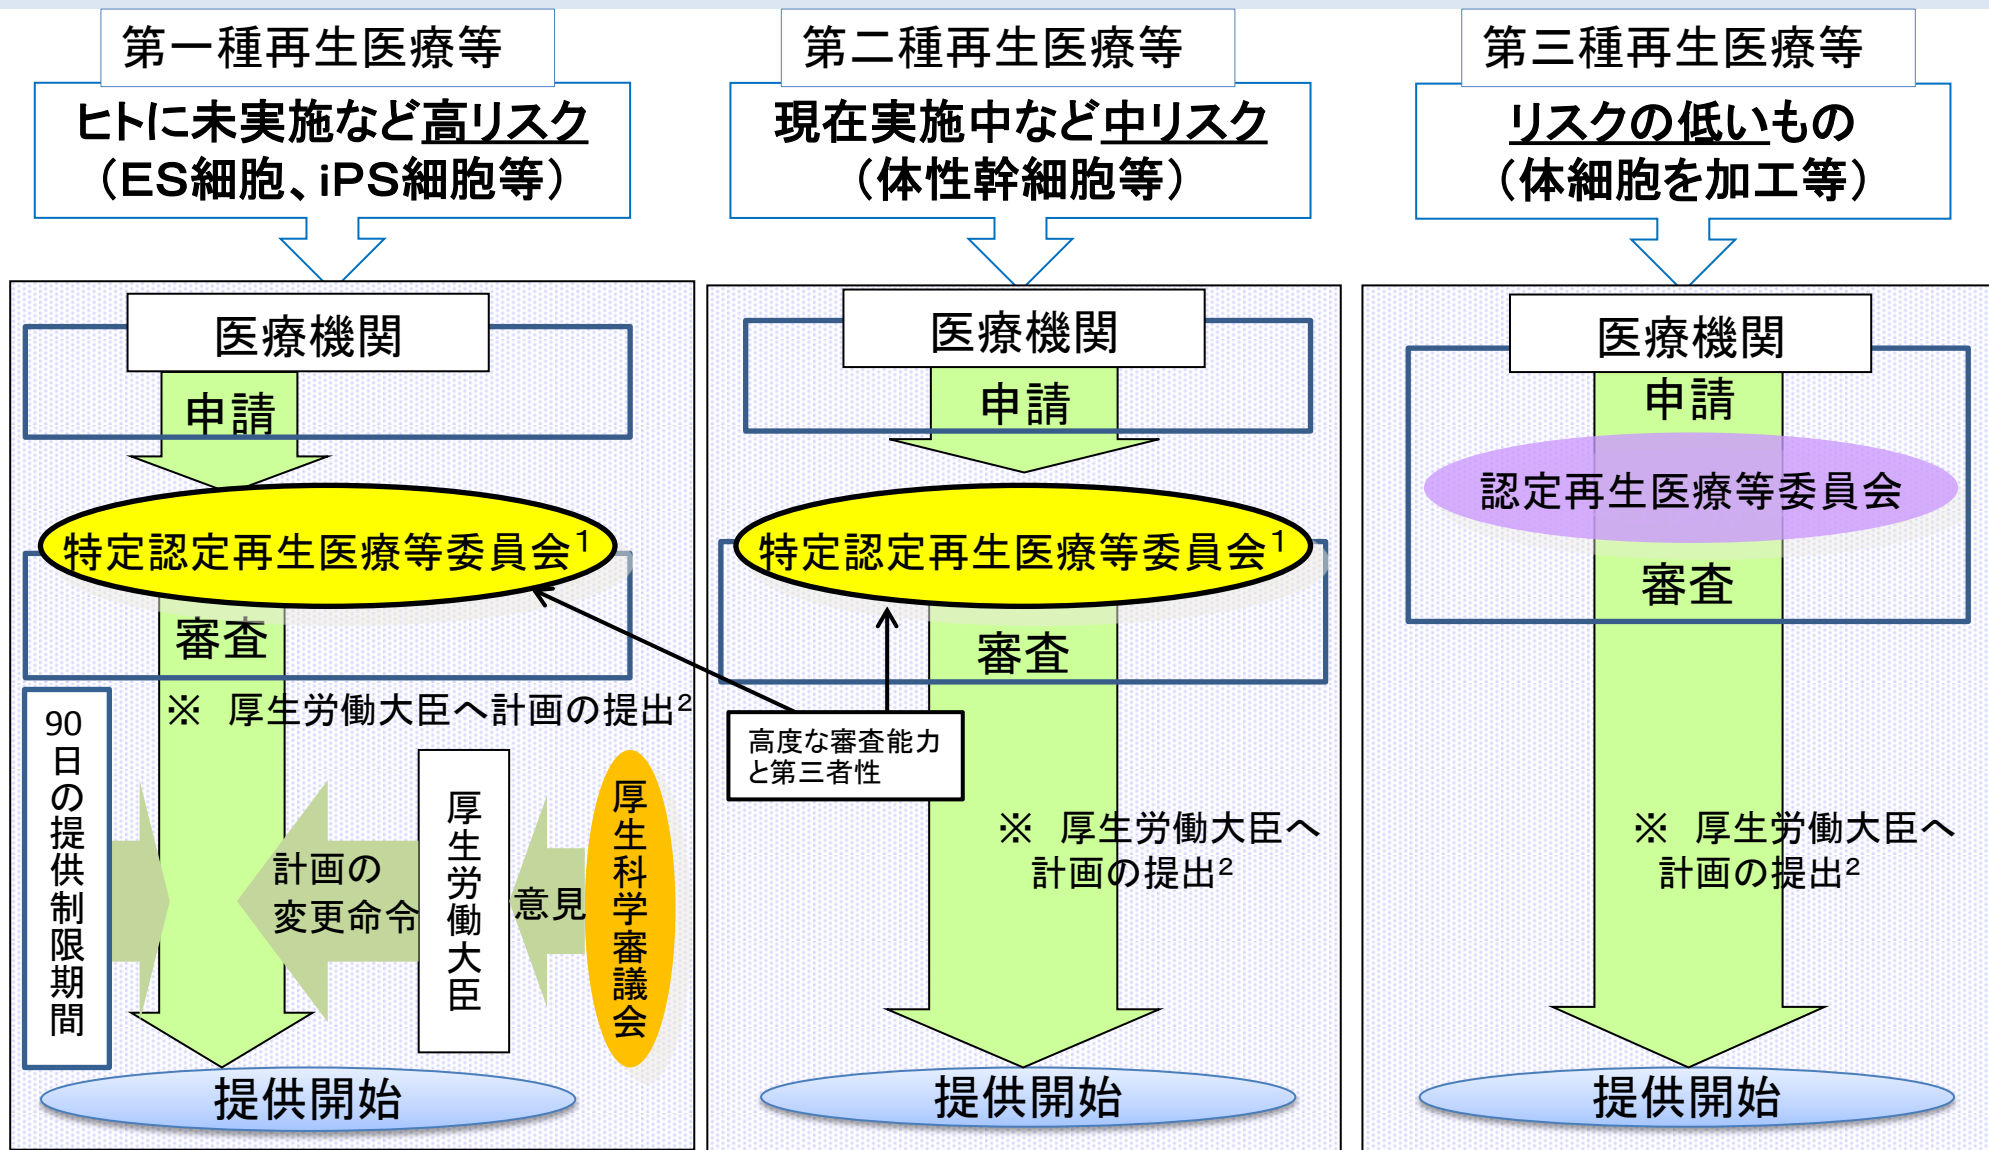 第一種再生医療等
ヒトに未実施など高リスク
（ES細胞、iPS細胞等）
医療機関
申請
特定認定再生医療等委員会1
審査
※　厚生労働大臣へ計画の提出2
90日の提供制限期間
計画の
変更命令
厚生労働大臣
意見
厚生科学審議会
提供開始
第二種再生医療等
現在実施中など中リスク
（体性幹細胞等）
医療機関
申請
特定認定再生医療等委員会1
審査
高度な審査能力
と第三者性
※　厚生労働大臣へ
計画の提出2
提供開始
第三種再生医療等
リスクの低いもの
（体細胞を加工等）
医療機関
申請
認定再生医療等委員会
審査
※　厚生労働大臣へ
計画の提出2
提供開始